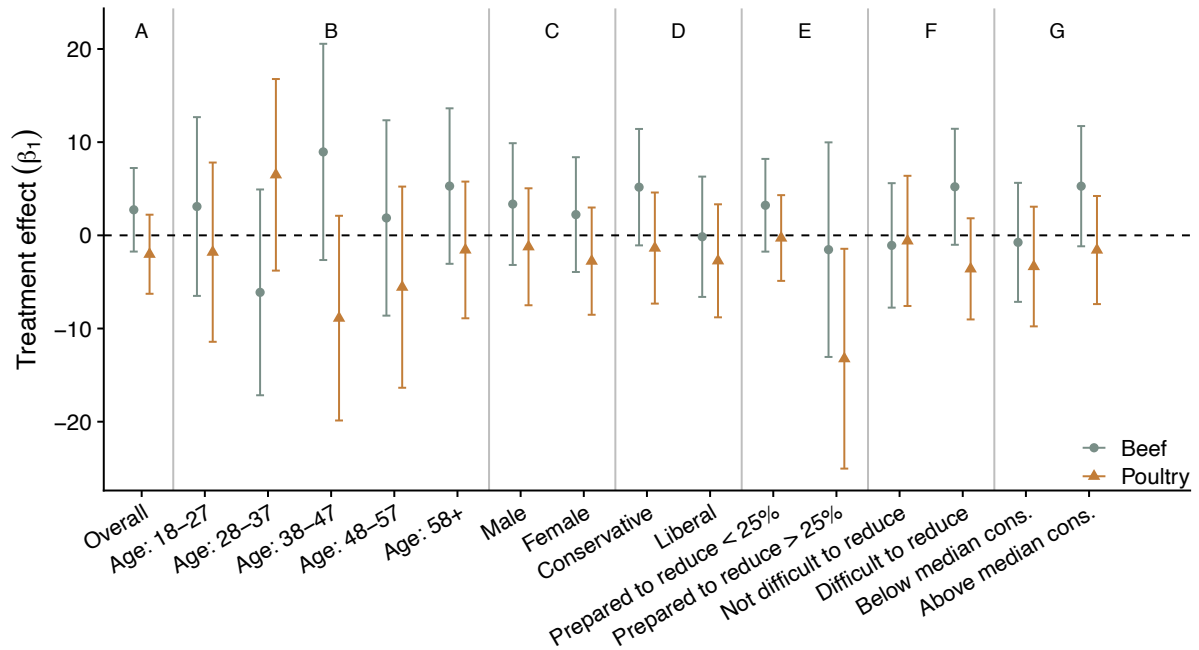 A B C D E F G
20
10
0
−10
−20
Treatment effect (β₁)
Beef
Poultry
Overall
Age: 18–27
Age: 28–37
Age: 38–47
Age: 48–57
Age: 58+
Male
Female
Conservative
Liberal
Prepared to reduce < 25%
Prepared to reduce > 25%
Not difficult to reduce
Difficult to reduce
Below median cons.
Above median cons.